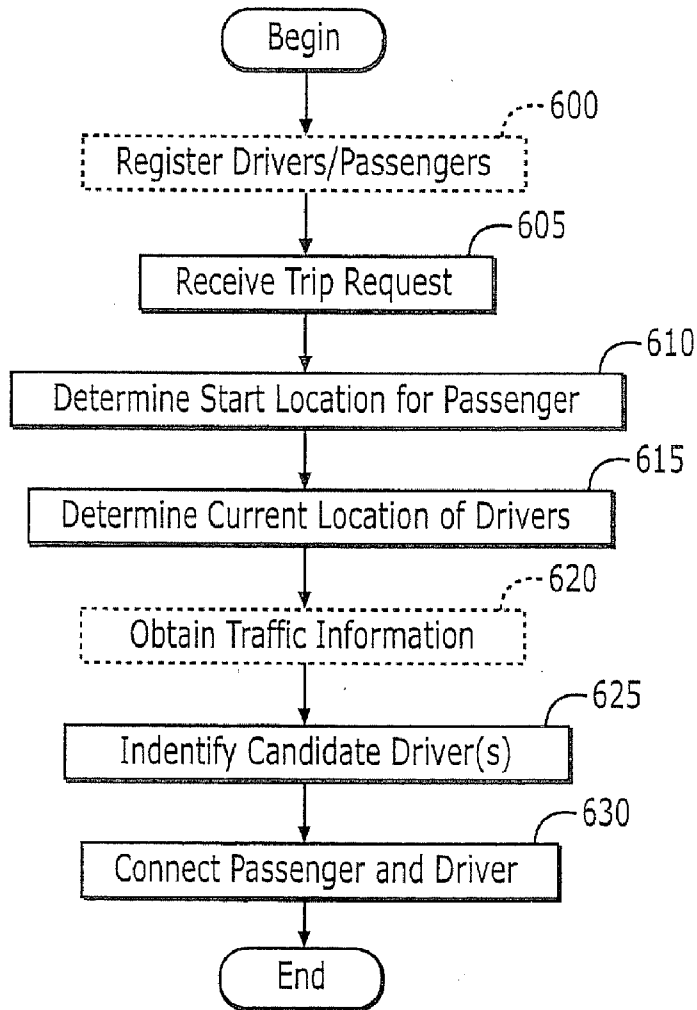 Begin
600
Register Drivers/Passengers
605
Receive Trip Request
610
Determine Start Location for Passenger
615
Determine Current Location of Drivers
620
Obtain Traffic Information
625
Indentify Candidate Driver(s)
630
Connect Passenger and Driver
End